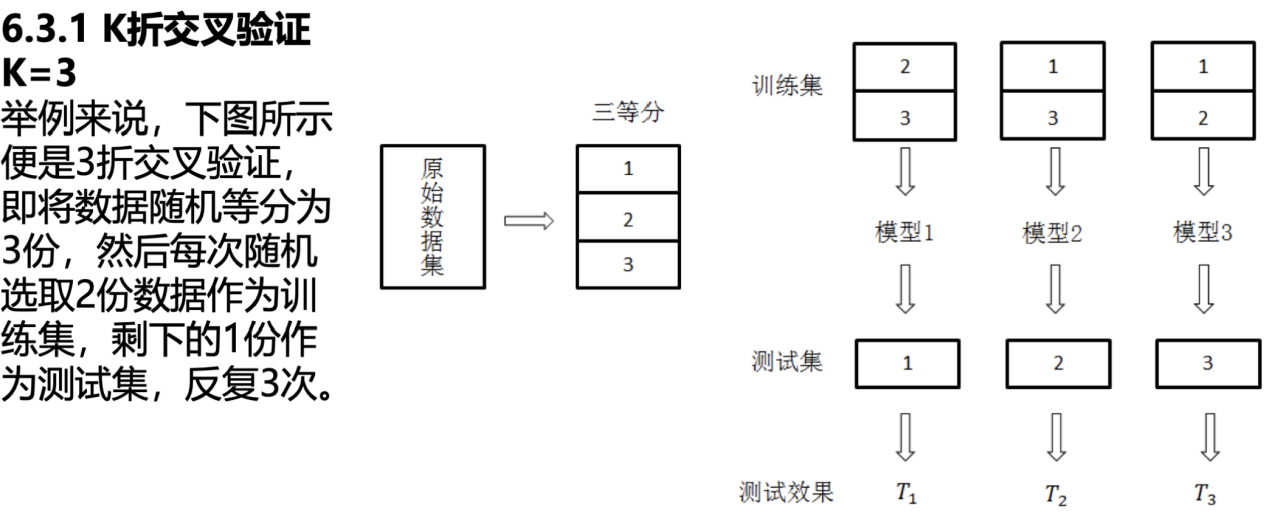 6.3.1 K折交叉验证
K=3
举例来说，下图所示
便是3折交叉验证，
即将数据随机等分为
3份，然后每次随机
选取2份数据作为训
练集，剩下的1份作
为测试集，反复3次。
原始数据集
三等分
1
2
3
训练集
2
3
1
3
1
2
模型1
模型2
模型3
测试集
1
2
3
测试效果
T₁
T₂
T₃